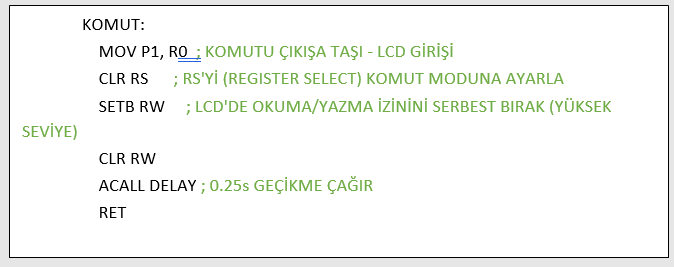 KOMUT:
MOV P1, R0 ; KOMUTU ÇIKIŞA TAŞI - LCD GİRİŞİ
CLR RS ; RS'Yİ (REGISTER SELECT) KOMUT MODUNA AYARLA
SETB RW ; LCD'DE OKUMA/YAZMA İZİNİNİ SERBEST BIRAK (YÜKSEK
SEVİYE)
CLR RW
ACALL DELAY ; 0.25s GEÇİKME ÇAĞIR
RET